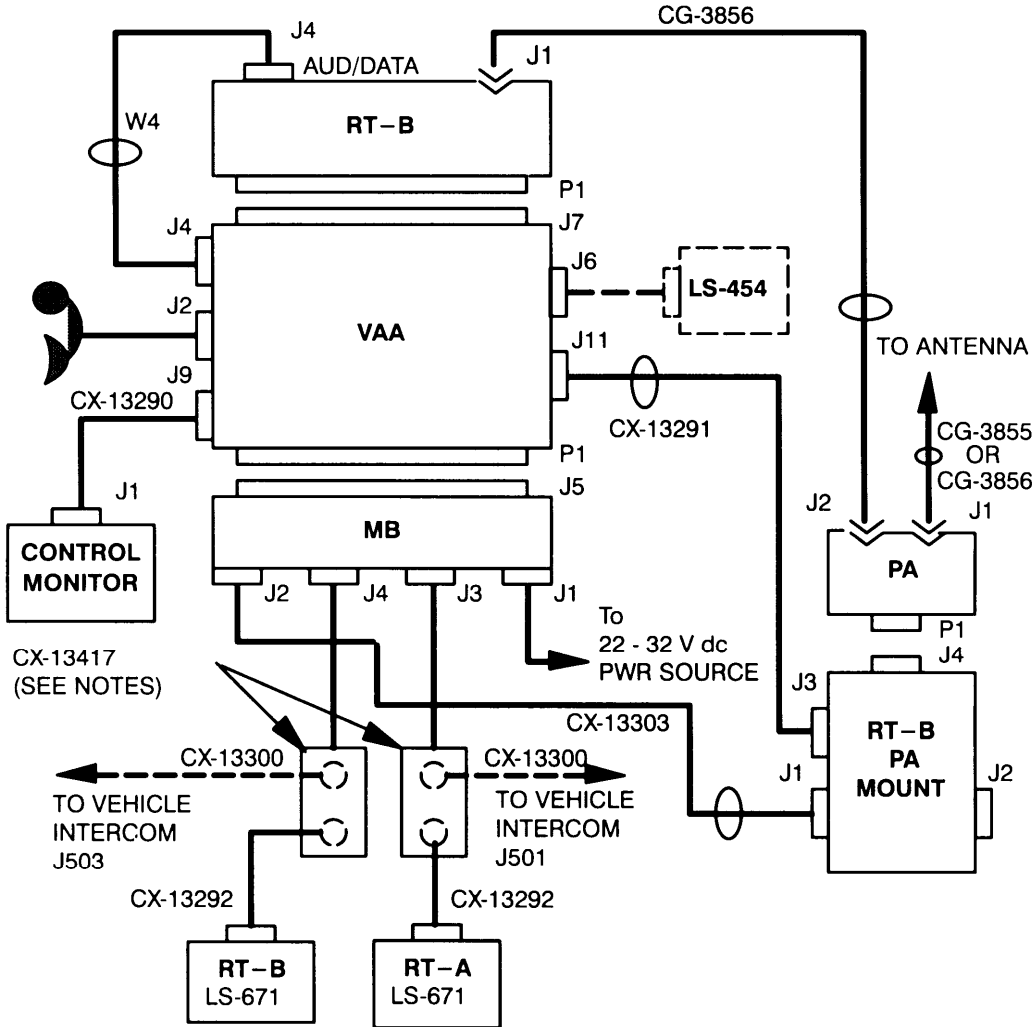 CG-3856
J4
J1
AUD/DATA
RT-B
W4
P1
J4
J7
J6
LS-454
J2
VAA
J11
TO ANTENNA
J9
CX-13290
CX-13291
CG-3855
OR
CG-3856
P1
J5
J1
J2
J1
MB
CONTROL
MONITOR
PA
J2
J4
J3
J1
To
22 - 32 V dc
PWR SOURCE
P1
J4
CX-13417
(SEE NOTES)
J3
CX-13303
RT-B
PA
MOUNT
CX-13300
CX-13300
J1
J2
TO VEHICLE
INTERCOM
J503
TO VEHICLE
INTERCOM
J501
CX-13292
CX-13292
RT-B
LS-671
RT-A
LS-671